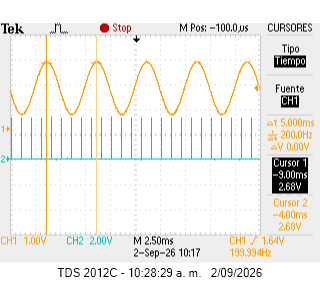 Tek Stop M Pos: -100.0µs CURSORES
Tipo
Tiempo
Fuente
CH1
Δt 5.000ms
1/Δt 200.0Hz
ΔV 0.00V
Cursor 1
-9.00ms
2.68V
Cursor 2
-4.00ms
2.68V
1
2
CH1 1.00V CH2 2.00V M 2.50ms CH1 / 1.64V
2-Sep-26 10:17 199.994Hz
TDS 2012C - 10:28:29 a. m. 2/09/2026